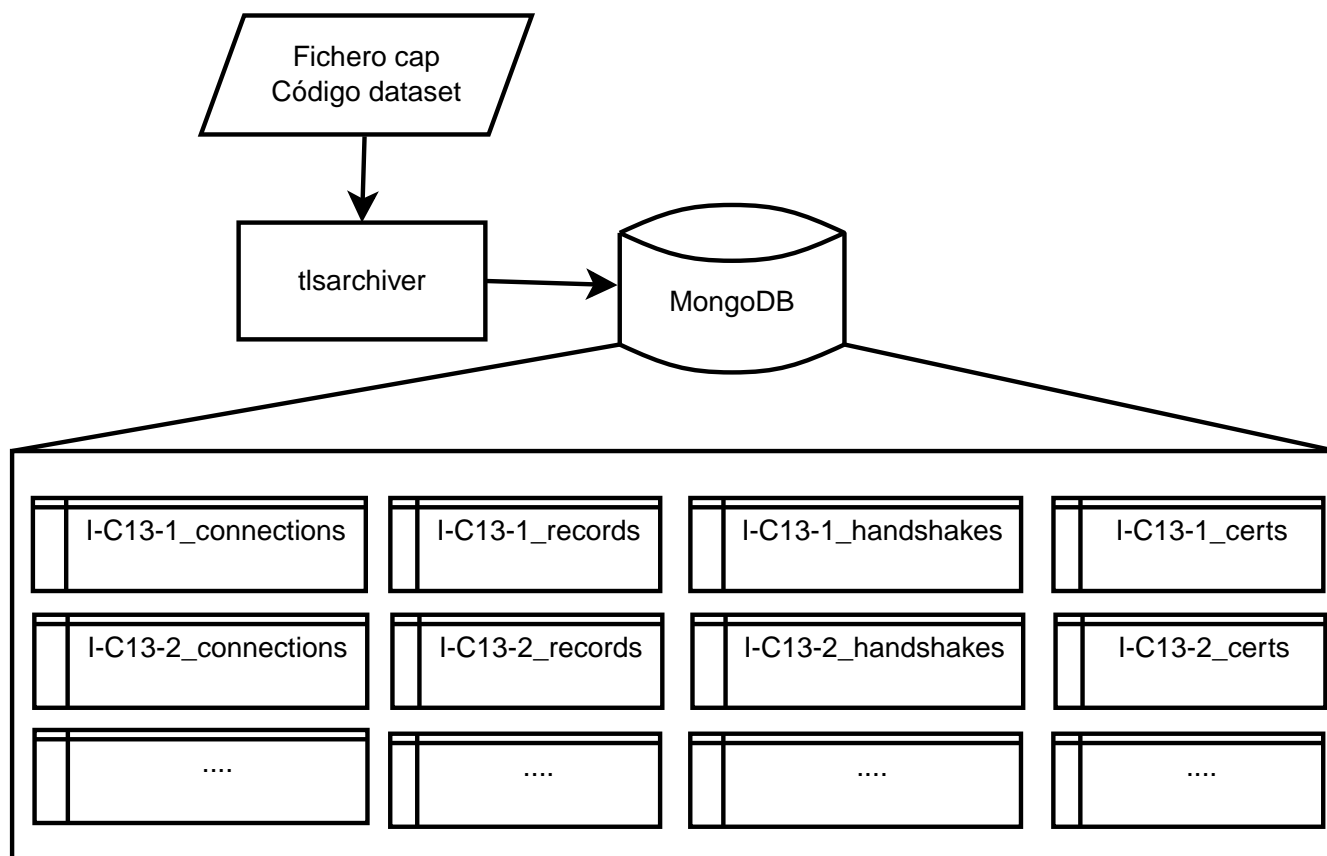 Fichero cap
Código dataset
tlsarchiver
MongoDB
I-C13-1_connections
I-C13-1_records
I-C13-1_handshakes
I-C13-1_certs
I-C13-2_connections
I-C13-2_records
I-C13-2_handshakes
I-C13-2_certs
....
....
....
....